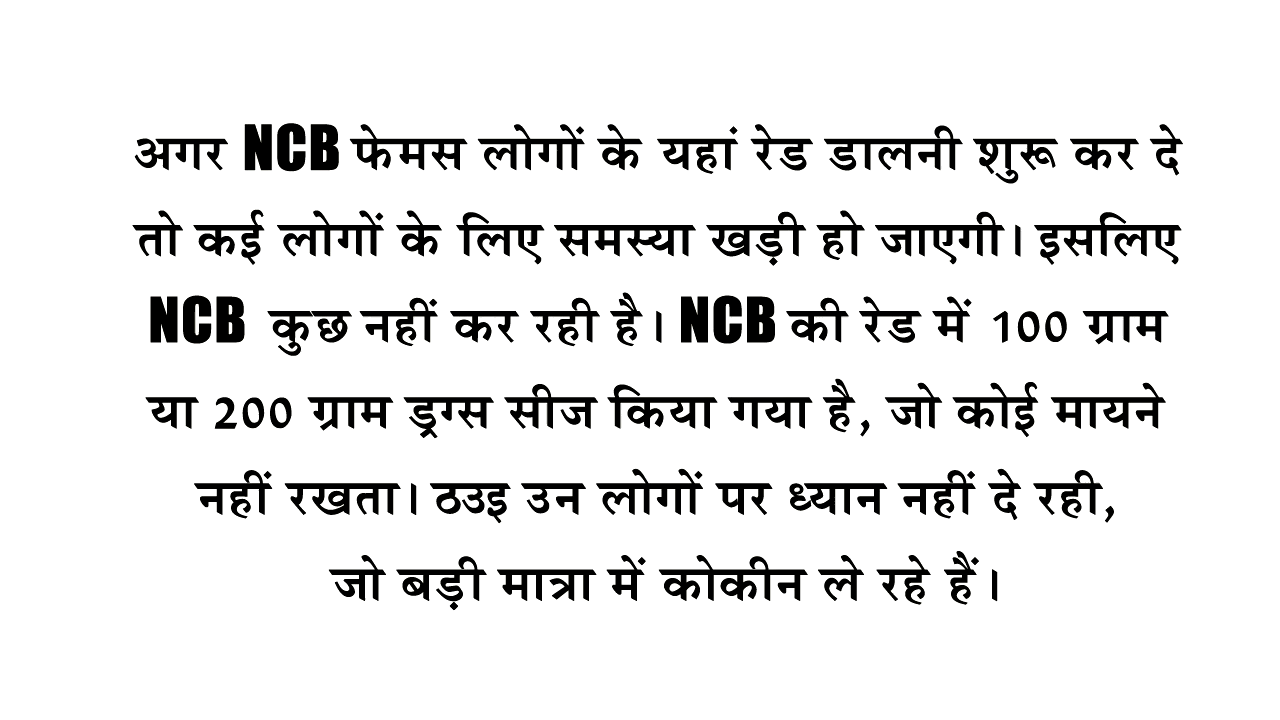 अगर NCB फेमस लोगों के यहां रेड डालनी शुरू कर दे
तो कई लोगों के लिए समस्या खड़ी हो जाएगी। इसलिए
NCB कुछ नहीं कर रही है। NCB की रेड में 100 ग्राम
या 200 ग्राम ड्रग्स सीज किया गया है, जो कोई मायने
नहीं रखता। ठउइ उन लोगों पर ध्यान नहीं दे रही,
जो बड़ी मात्रा में कोकीन ले रहे हैं।